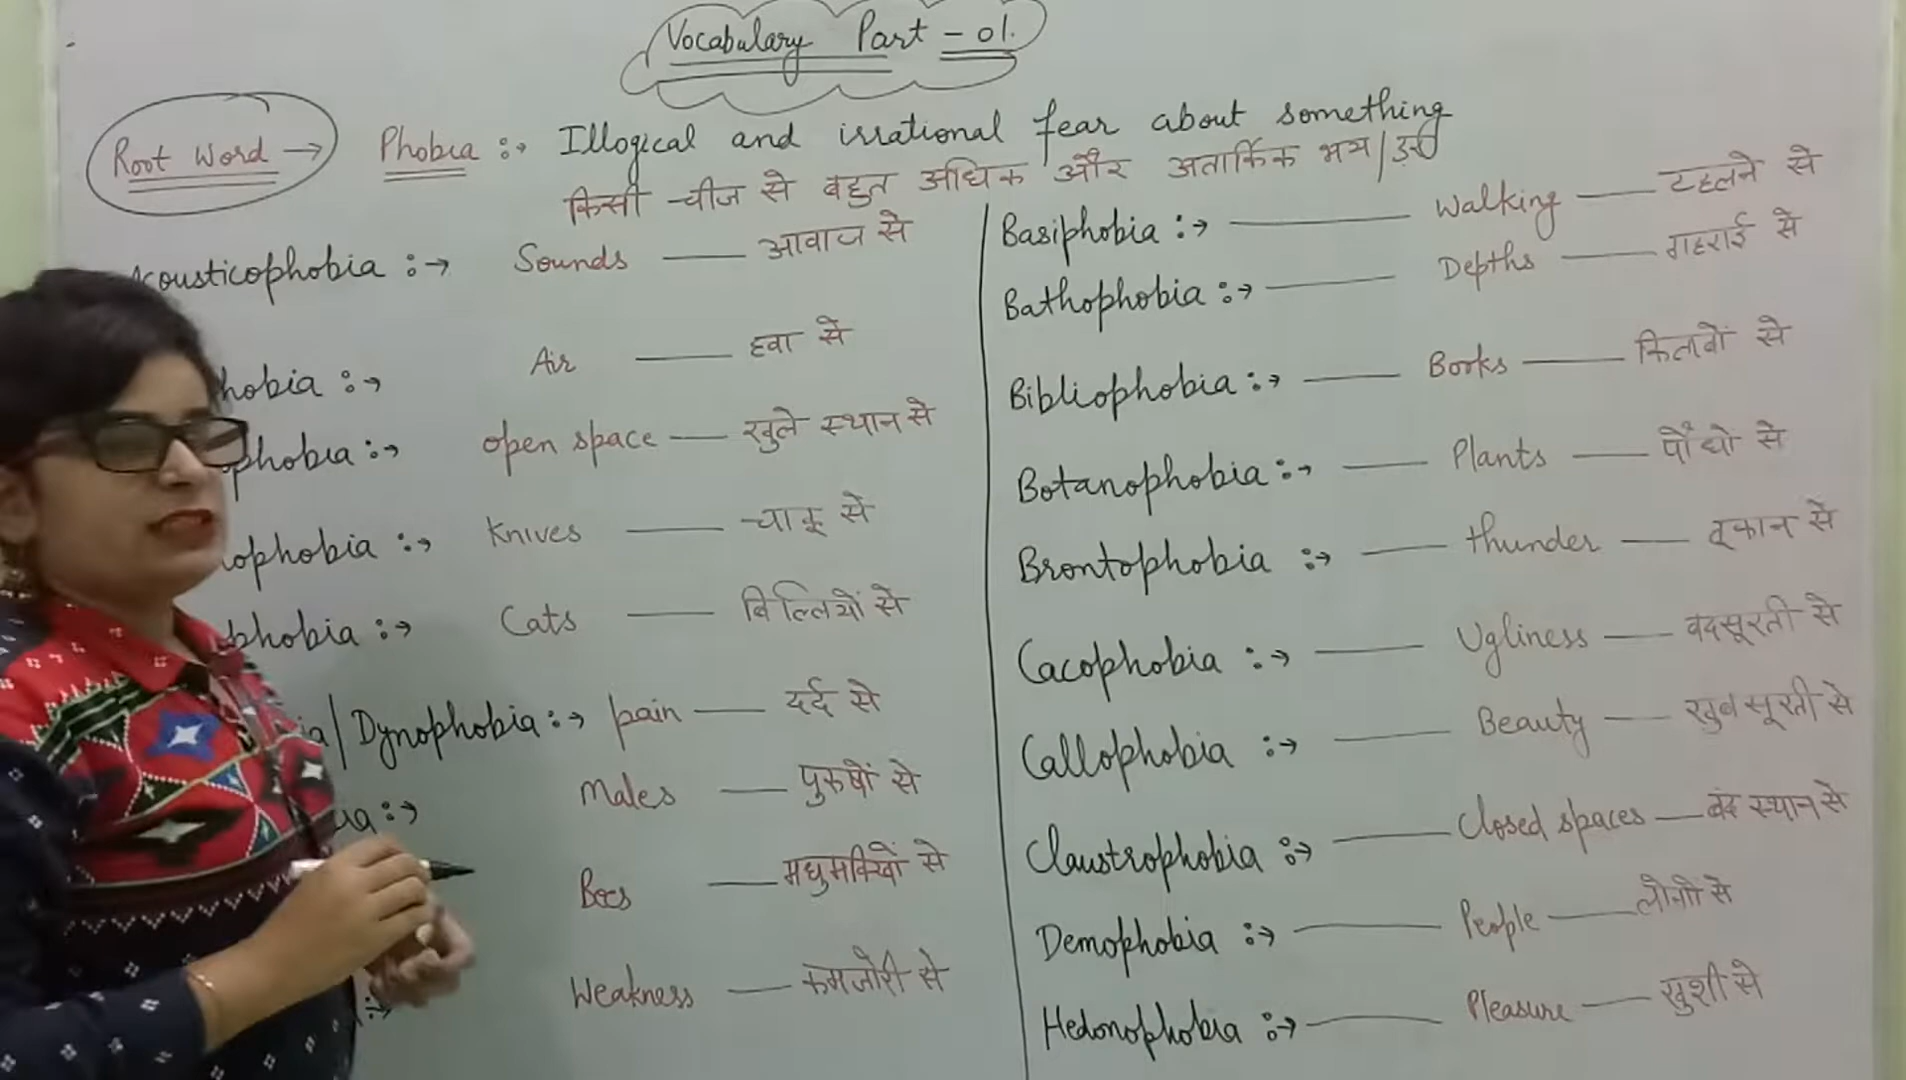 Vocabulary Part - 01.
Root Word → Phobia :→ Illogical and irrational fear about something
किसी चीज से बहुत अधिक और अतार्किक भय/डर
cousticophobia :→ Sounds — आवाज से
hobia :→ Air — हवा से
phobia :→ open space — खुले स्थान से
ophobia :→ Knives — चाकू से
phobia :→ Cats — बिल्लियों से
ia/Dynophobia :→ pain — दर्द से
ia :→ Males — पुरुषों से
Bees — मधुमक्खियों से
:→ Weakness — कमजोरी से
Basiphobia :→ — Walking — टहलने से
Bathophobia :→ — Depths — गहराई से
Bibliophobia :→ — Books — किताबों से
Botanophobia :→ — Plants — पौंधों से
Brontophobia :→ — thunder — तूफान से
Cacophobia :→ — Ugliness — बदसूरती से
Callophobia :→ — Beauty — खुबसूरती से
Claustrophobia :→ — Closed spaces — बंद स्थान से
Demophobia :→ — People — लोगों से
Hedonophobia :→ — Pleasure — खुशी से